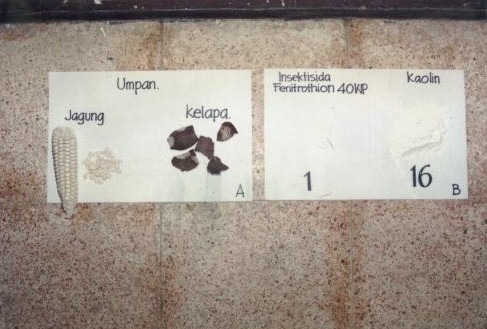 Umpan.
Jagung
Kelapa.
A
Insektisida
Fenitrothion 40WP
Kaolin
1
16
B